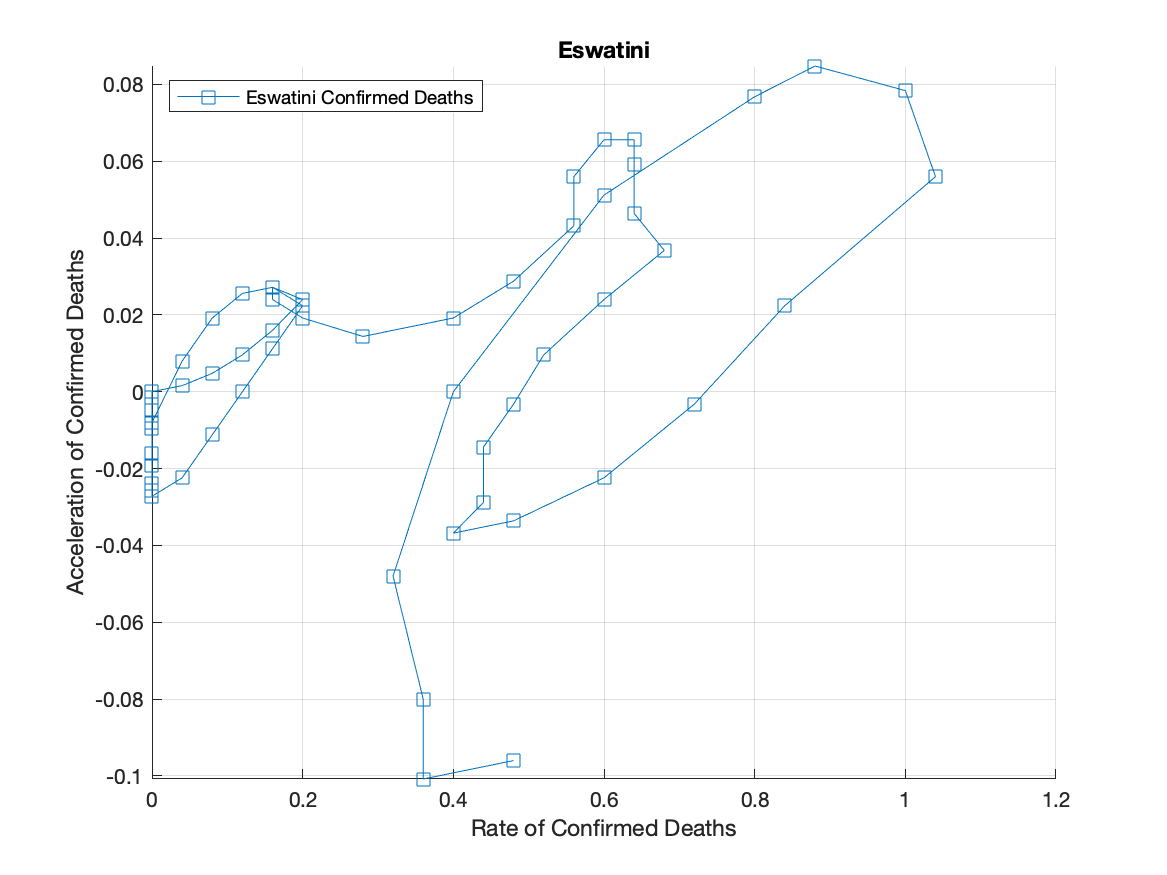 Eswatini
Eswatini Confirmed Deaths
0.08
0.06
0.04
0.02
0
-0.02
-0.04
-0.06
-0.08
-0.1
Acceleration of Confirmed Deaths
0 0.2 0.4 0.6 0.8 1 1.2
Rate of Confirmed Deaths